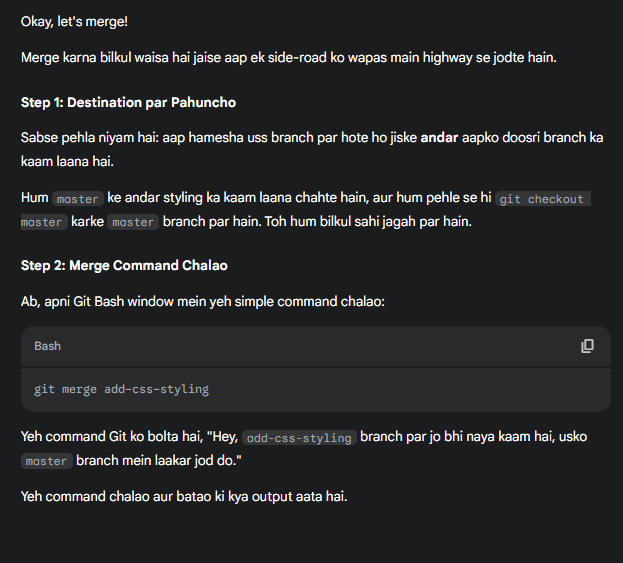 Okay, let's merge!
Merge karna bilkul waisa hai jaise aap ek side-road ko wapas main highway se jodte hain.
Step 1: Destination par Pahuncho
Sabse pehla niyam hai: aap hamesha uss branch par hote ho jiske andar aapko doosri branch ka
kaam laana hai.
Hum master ke andar styling ka kaam laana chahte hain, aur hum pehle se hi git checkout
master karke master branch par hain. Toh hum bilkul sahi jagah par hain.
Step 2: Merge Command Chalao
Ab, apni Git Bash window mein yeh simple command chalao:
Bash
git merge add-css-styling
Yeh command Git ko bolta hai, "Hey, add-css-styling branch par jo bhi naya kaam hai, usko
master branch mein laakar jod do."
Yeh command chalao aur batao ki kya output aata hai.